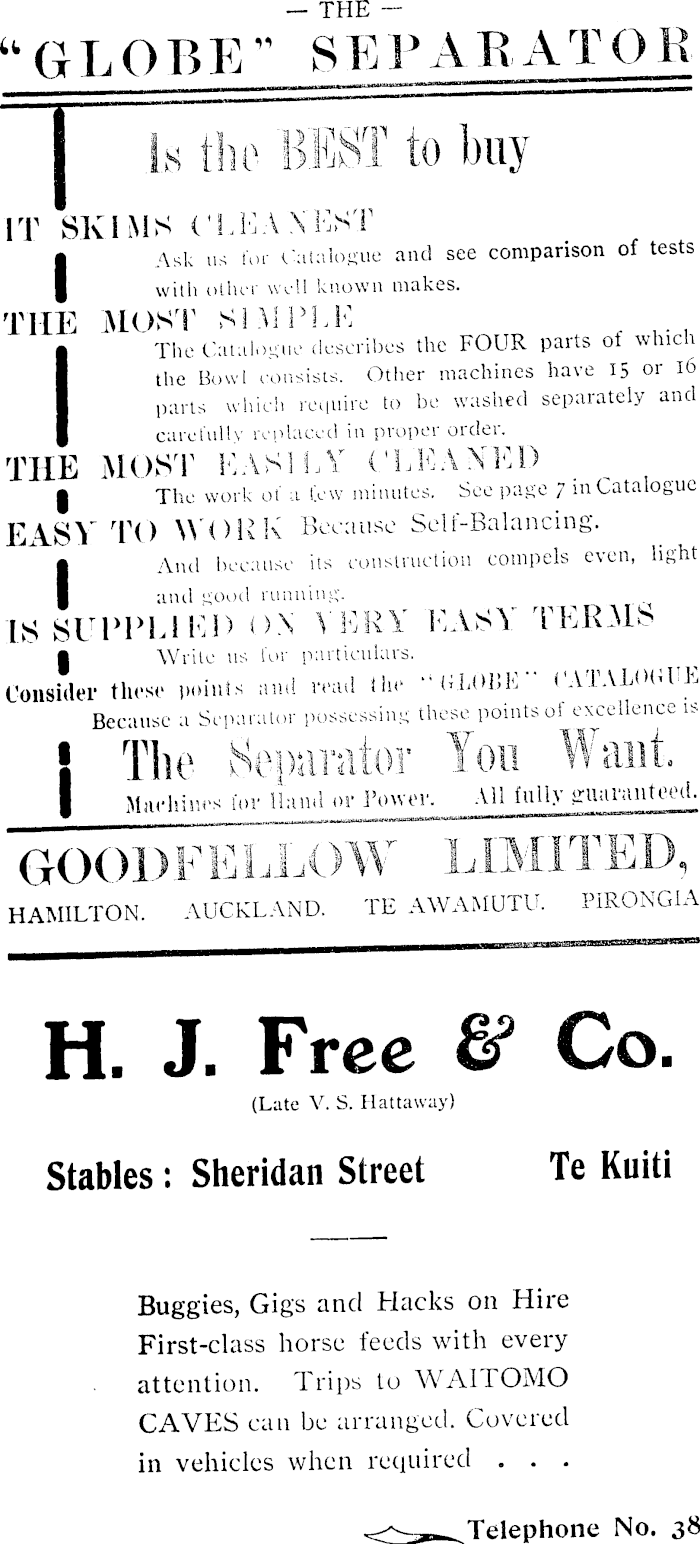 — THE —
“GLOBE” SEPARATOR
Is the BEST to buy
IT SKIMS CLEANEST
Ask us for Catalogue and see comparison of tests
with other well known makes.
THE MOST SIMPLE
The Catalogue describes the FOUR parts of which
the Bowl consists. Other machines have 15 or 16
parts which require to be washed separately and
carefully replaced in proper order.
THE MOST EASILY CLEANED
The work of a few minutes. See page 7 in Catalogue
EASY TO WORK Because Self-Balancing.
And because its construction compels even, light
and good running.
IS SUPPLIED ON VERY EASY TERMS
Write us for particulars.
Consider these points and read the “GLOBE” CATALOGUE
Because a Separator possessing these points of excellence is
The Separator You Want.
Machines for Hand or Power. All fully guaranteed.
GOODFELLOW LIMITED,
HAMILTON. AUCKLAND. TE AWAMUTU. PIRONGIA
H. J. Free & Co.
(Late V. S. Hattaway)
Stables : Sheridan Street Te Kuiti
Buggies, Gigs and Hacks on Hire
First-class horse feeds with every
attention. Trips to WAITOMO
CAVES can be arranged. Covered
in vehicles when required . . .
Telephone No. 38